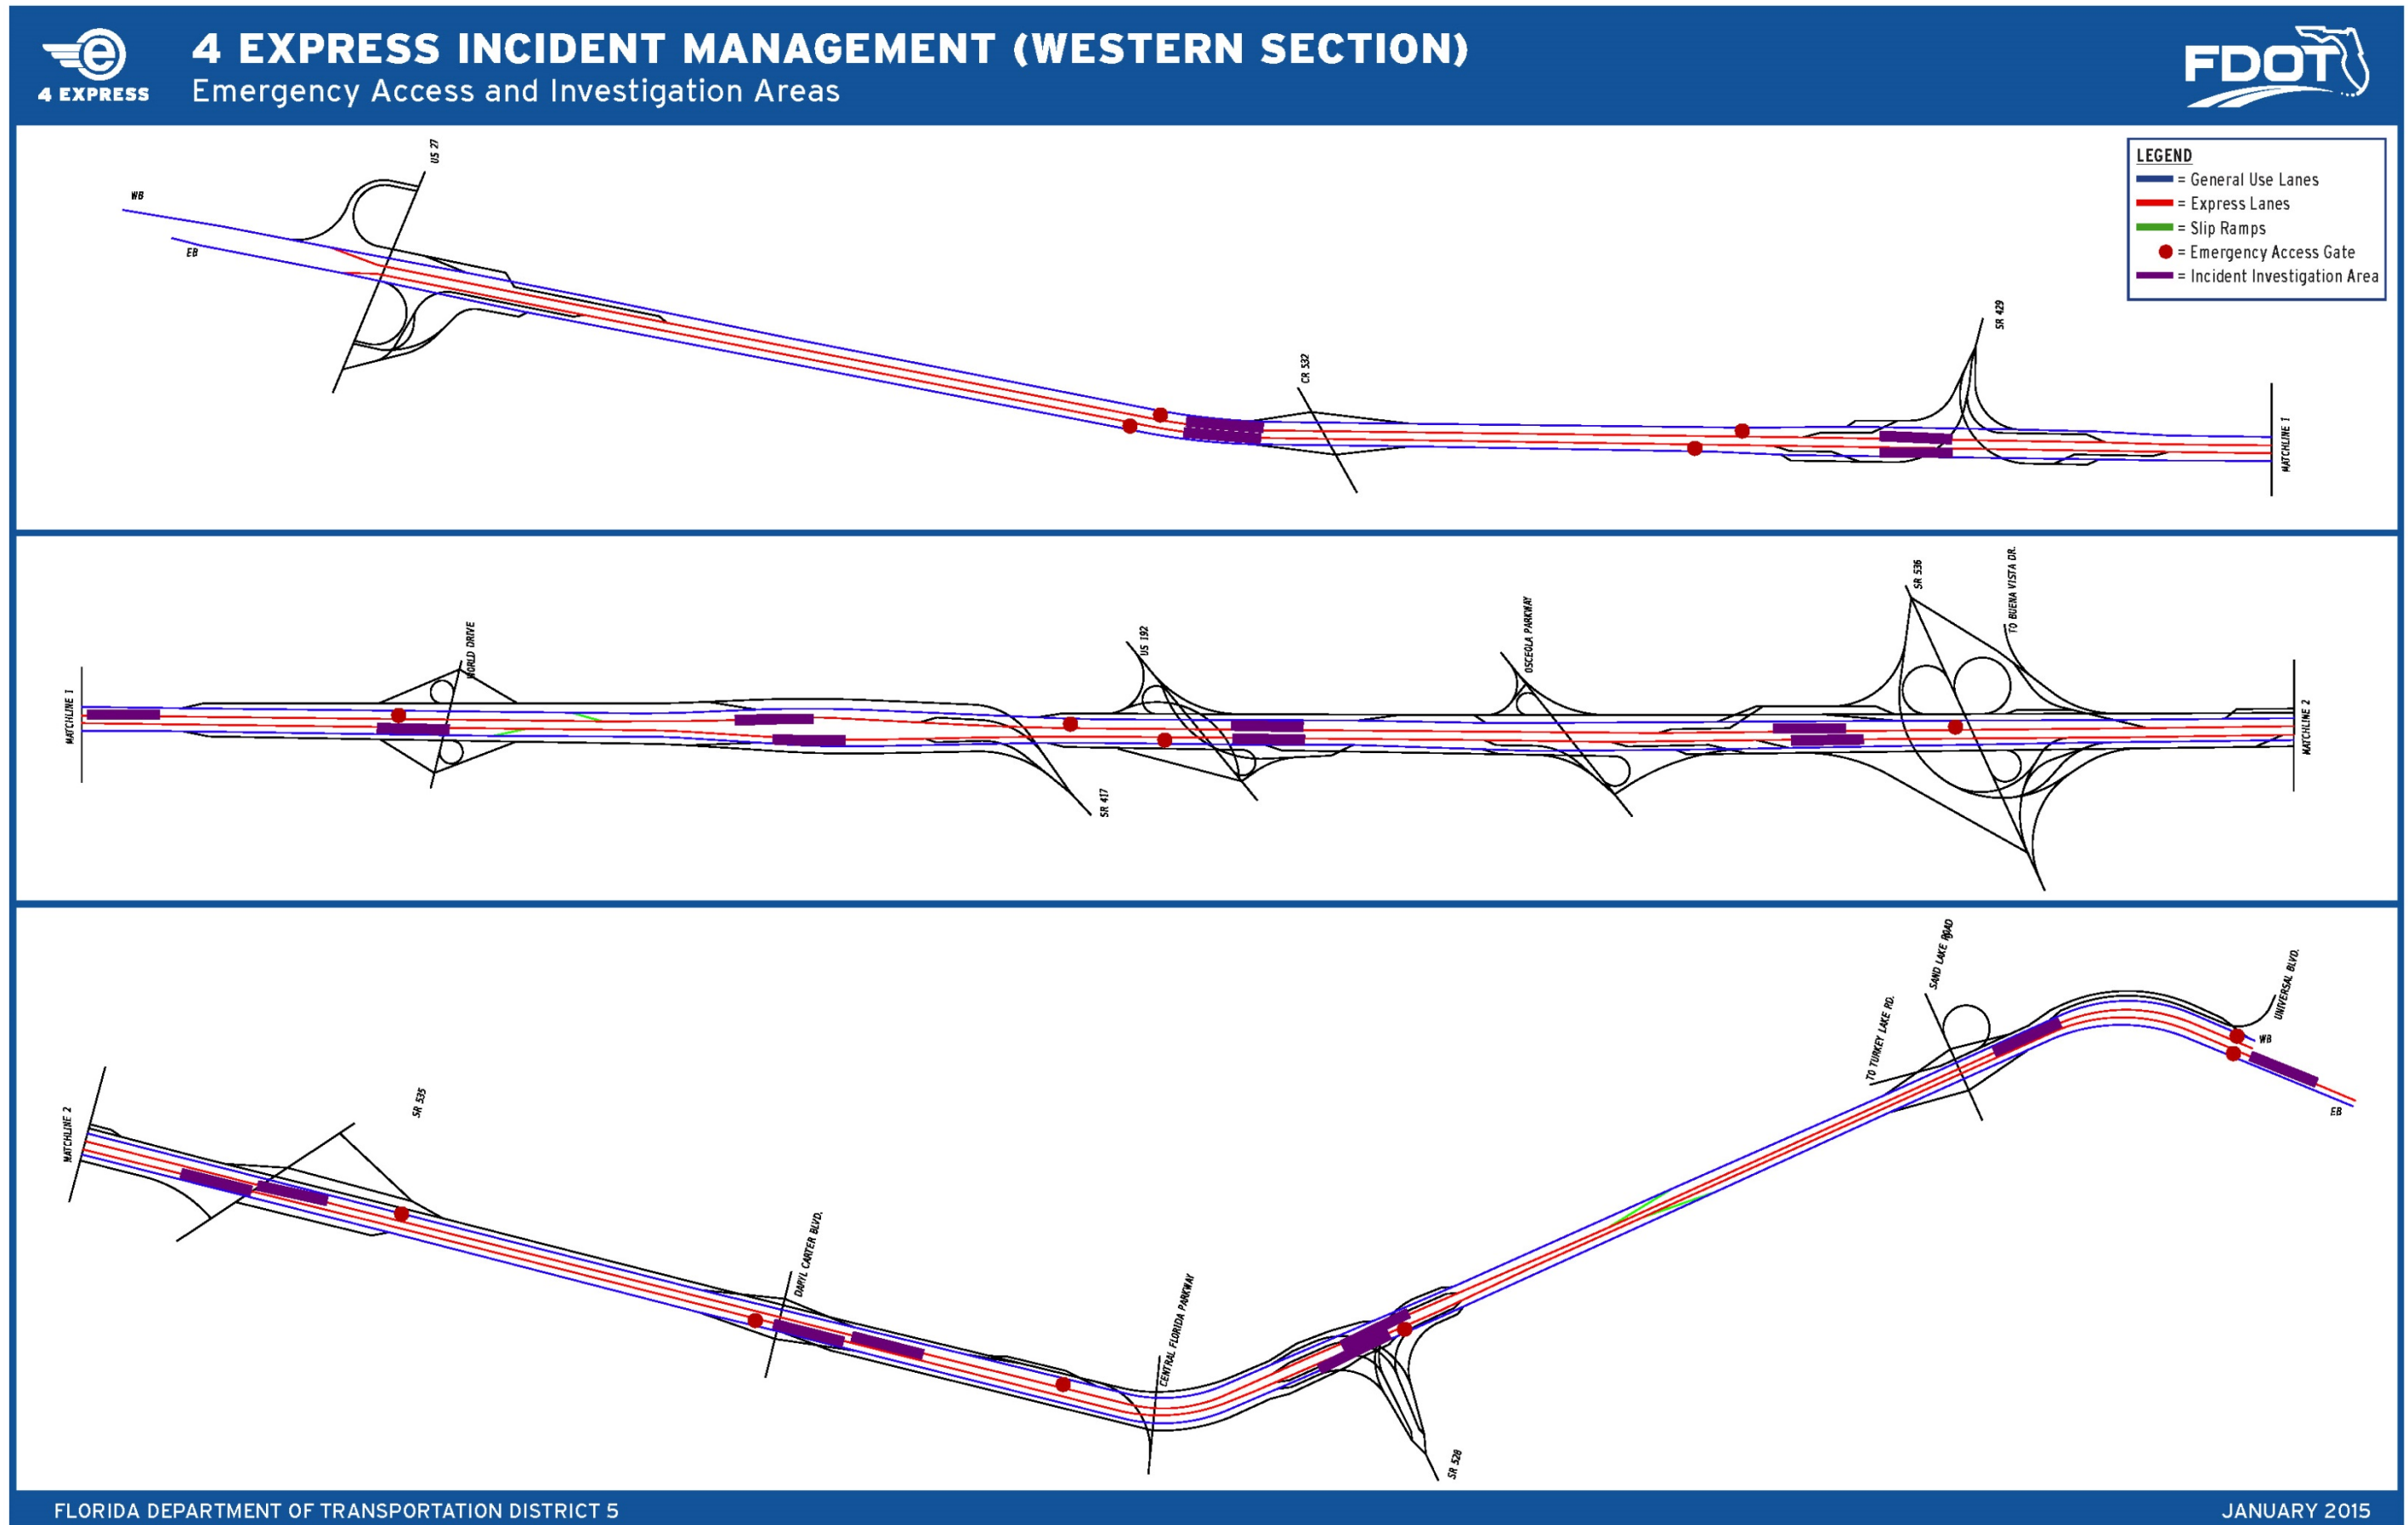 4 EXPRESS
4 EXPRESS INCIDENT MANAGEMENT (WESTERN SECTION)
Emergency Access and Investigation Areas
FDOT
LEGEND
= General Use Lanes
= Express Lanes
= Slip Ramps
= Emergency Access Gate
= Incident Investigation Area
WB
EB
US 27
CR 532
SR 429
MATCHLINE 1
MATCHLINE 1
WORLD DRIVE
SR 417
US 192
OSCEOLA PARKWAY
SR 536
TO BUENA VISTA DR.
MATCHLINE 2
MATCHLINE 2
SR 535
DARYL CARTER BLVD.
CENTRAL FLORIDA PARKWAY
SR 528
TO TURKEY LAKE RD.
SAND LAKE ROAD
UNIVERSAL BLVD.
WB
EB
FLORIDA DEPARTMENT OF TRANSPORTATION DISTRICT 5
JANUARY 2015